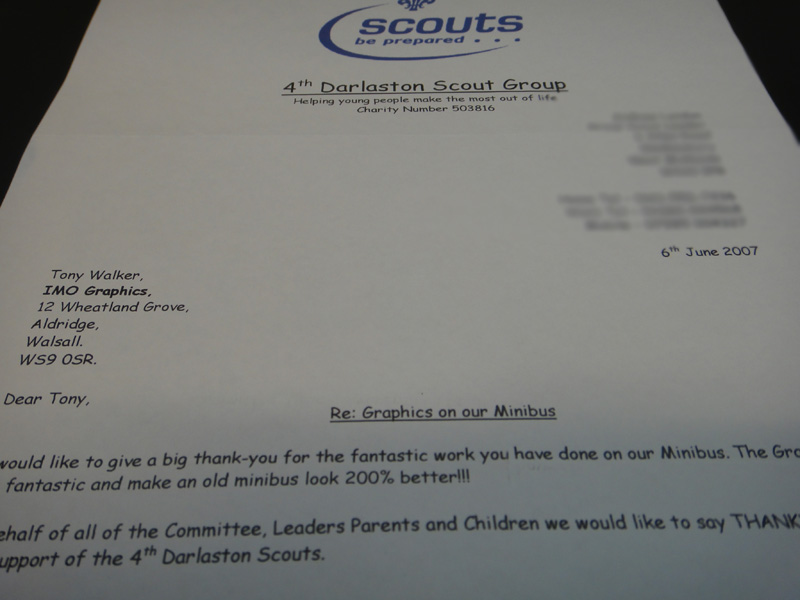 scouts
be prepared . . .
4th Darlaston Scout Group
Helping young people make the most out of life
Charity Number 503816
6th June 2007
Tony Walker,
IMO Graphics,
12 Wheatland Grove,
Aldridge,
Walsall.
WS9 0SR.
Dear Tony,
Re: Graphics on our Minibus
would like to give a big thank-you for the fantastic work you have done on our Minibus. The Gra
fantastic and make an old minibus look 200% better!!!
ehalf of all of the Committee, Leaders Parents and Children we would like to say THANK
upport of the 4th Darlaston Scouts.